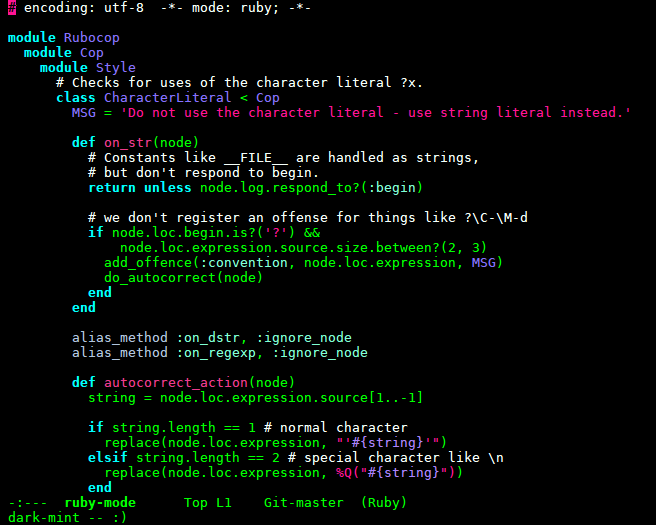 # encoding: utf-8  -*- mode: ruby; -*-

module Rubocop
  module Cop
    module Style
      # Checks for uses of the character literal ?x.
      class CharacterLiteral < Cop
        MSG = 'Do not use the character literal - use string literal instead.'

        def on_str(node)
          # Constants like __FILE__ are handled as strings,
          # but don't respond to begin.
          return unless node.log.respond_to?(:begin)

          # we don't register an offense for things like ?\C-\M-d
          if node.loc.begin.is?('?') &&
              node.loc.expression.source.size.between?(2, 3)
            add_offence(:convention, node.loc.expression, MSG)
            do_autocorrect(node)
          end
        end

        alias_method :on_dstr, :ignore_node
        alias_method :on_regexp, :ignore_node

        def autocorrect_action(node)
          string = node.loc.expression.source[1..-1]

          if string.length == 1 # normal character
            replace(node.loc.expression, "'#{string}'")
          elsif string.length == 2 # special character like \n
            replace(node.loc.expression, %Q("#{string}"))
          end
-:---  ruby-mode      Top L1    Git-master  (Ruby)
dark-mint -- :)